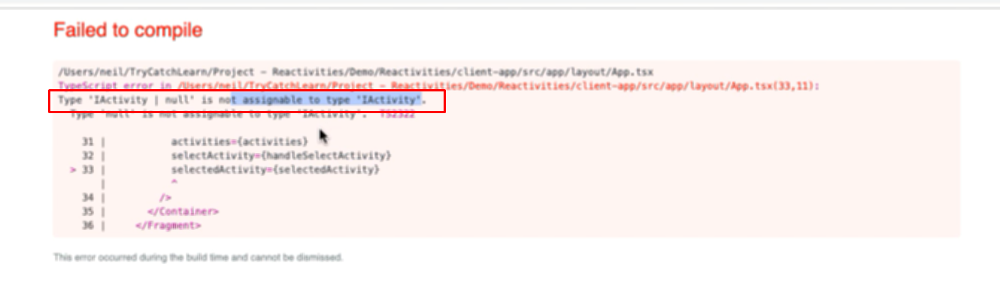 Failed to compile
/Users/neil/TryCatchLearn/Project - Reactivities/Demo/Reactivities/client-app/src/app/layout/App.tsx
TypeScript error in /Users/neil/TryCatchLearn/Project - Reactivities/Demo/Reactivities/client-app/src/app/layout/App.tsx(33,11):
Type 'IActivity | null' is not assignable to type 'IActivity'.
Type 'null' is not assignable to type 'IActivity'. TS2322
31 | activities={activities}
32 | selectActivity={handleSelectActivity}
> 33 | selectedActivity={selectedActivity}
| ^
34 | />
35 | </Container>
36 | </Fragment>
This error occurred during the build time and cannot be dismissed.